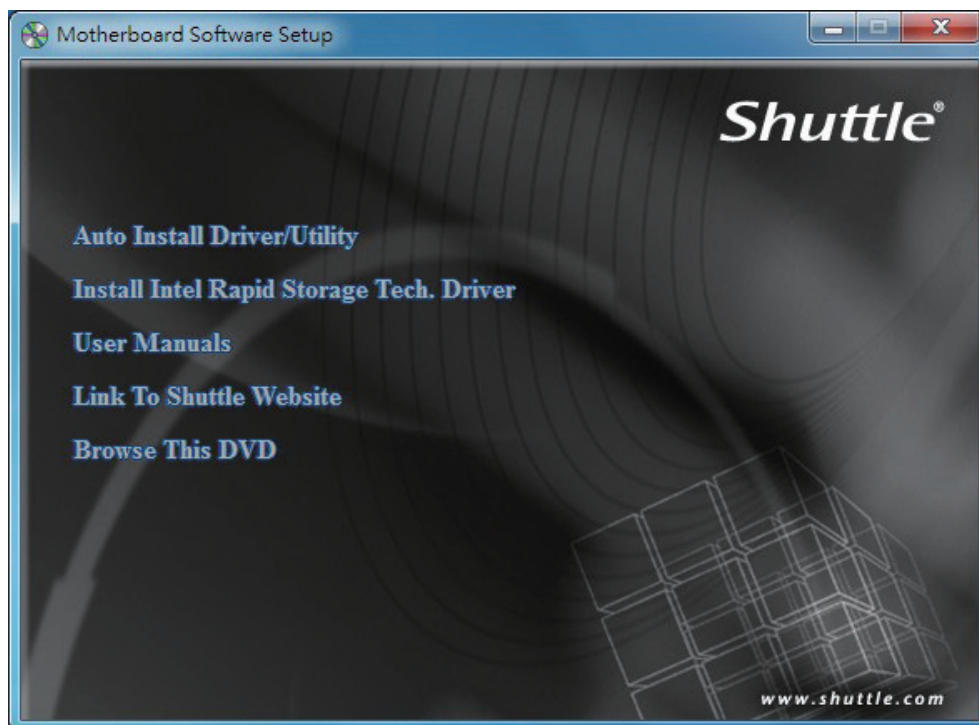 Motherboard Software Setup
Shuttle®
Auto Install Driver/Utility
Install Intel Rapid Storage Tech. Driver
User Manuals
Link To Shuttle Website
Browse This DVD
www.shuttle.com